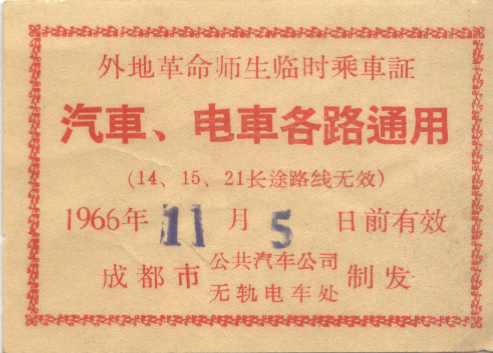 外地革命师生临时乘車証
汽車、电車各路通用
(14、15、21长途路线无效)
1966年 11 月 5 日前有效
成都市 公共汽车公司 制发
无轨电车处